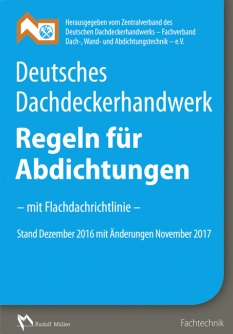 Herausgegeben vom Zentralverband des
Deutschen Dachdeckerhandwerks – Fachverband
Dach-, Wand- und Abdichtungstechnik – e.V.
Deutsches
Dachdeckerhandwerk
Regeln für
Abdichtungen
– mit Flachdachrichtlinie –
Stand Dezember 2016 mit Änderungen November 2017
Rudolf Müller
Fachtechnik